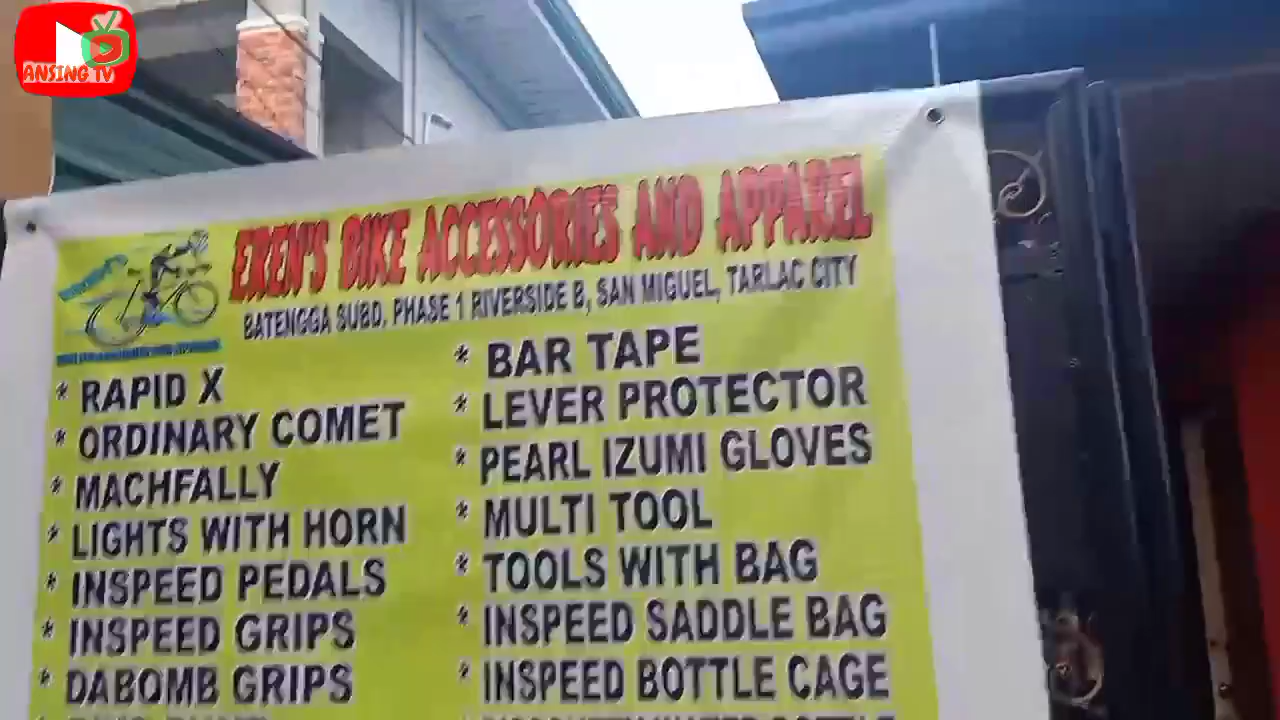 ANSING TV
EREN'S BIKE ACCESSORIES AND APPAREL
BATENGGA SUBD. PHASE 1 RIVERSIDE B, SAN MIGUEL, TARLAC CITY
* RAPID X
* ORDINARY COMET
* MACHFALLY
* LIGHTS WITH HORN
* INSPEED PEDALS
* INSPEED GRIPS
* DABOMB GRIPS
* BAR TAPE
* LEVER PROTECTOR
* PEARL IZUMI GLOVES
* MULTI TOOL
* TOOLS WITH BAG
* INSPEED SADDLE BAG
* INSPEED BOTTLE CAGE